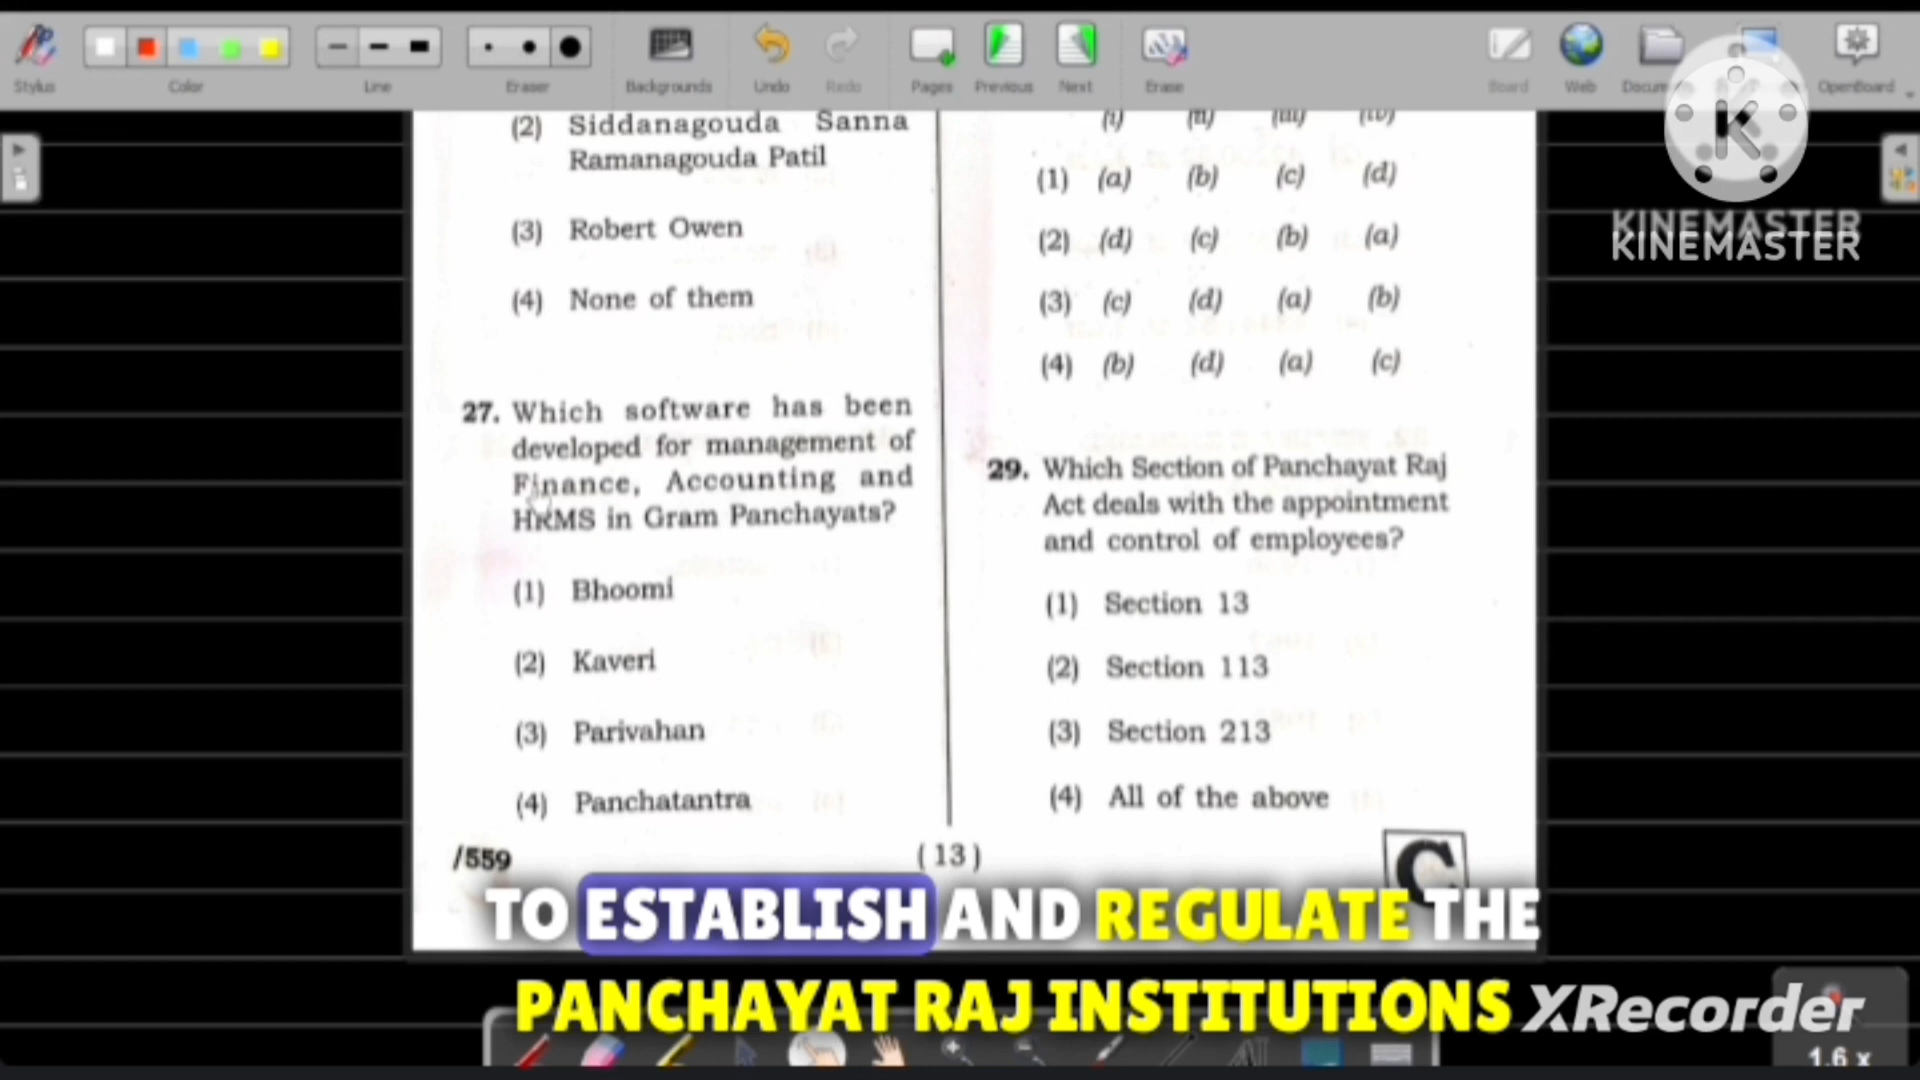 Stylus
Color
Line
Eraser
Backgrounds
Undo
Redo
Pages
Previous
Next
Erase
Board
Web
OpenBoard
K
KINEMASTER
KINEMASTER
(2) Siddanagouda Sanna
Ramanagouda Patil
(3) Robert Owen
(4) None of them
27. Which software has been
developed for management of
Finance, Accounting and
HRMS in Gram Panchayats?
(1) Bhoomi
(2) Kaveri
(3) Parivahan
(4) Panchatantra
/559
(13)
(i) (ii) (iii) (iv)
(1) (a) (b) (c) (d)
(2) (d) (c) (b) (a)
(3) (c) (d) (a) (b)
(4) (b) (d) (a) (c)
29. Which Section of Panchayat Raj
Act deals with the appointment
and control of employees?
(1) Section 13
(2) Section 113
(3) Section 213
(4) All of the above
C
TO ESTABLISH AND REGULATE THE
PANCHAYAT RAJ INSTITUTIONS
XRecorder
1.6 x